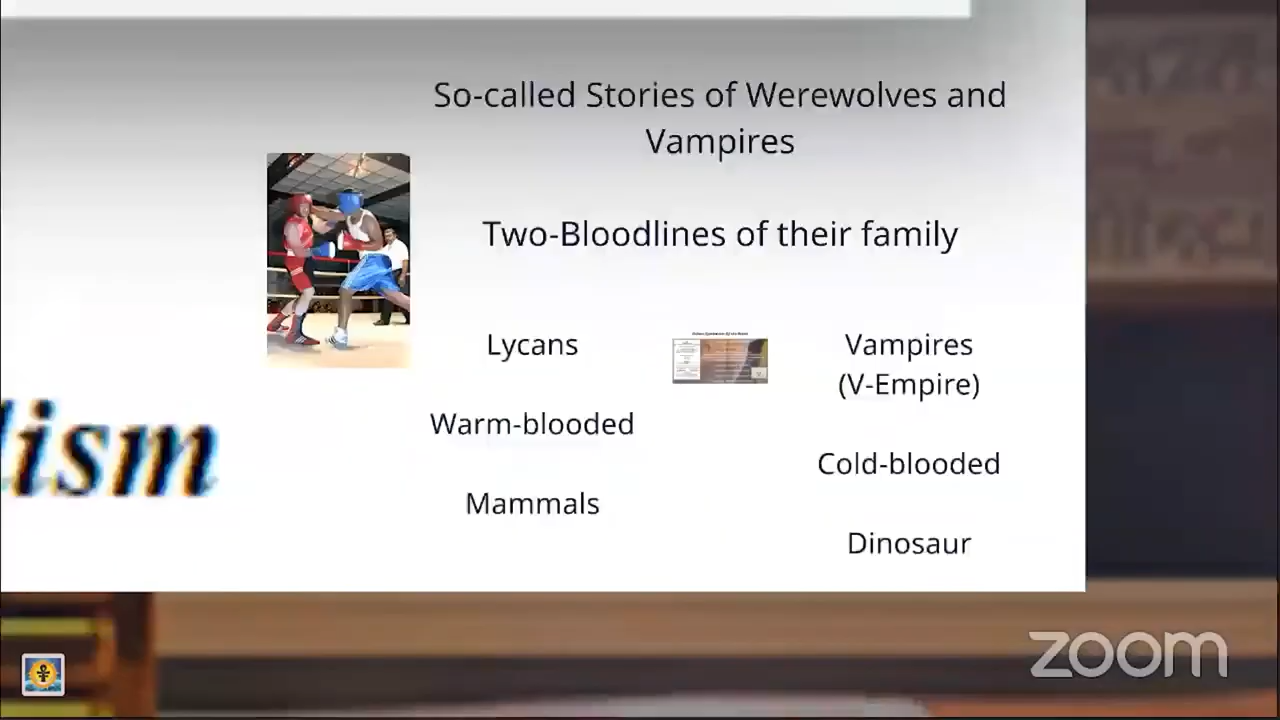 So-called Stories of Werewolves and
Vampires
Two-Bloodlines of their family
Lycans
Vampires
(V-Empire)
Warm-blooded
Cold-blooded
Mammals
Dinosaur
lism
zoom